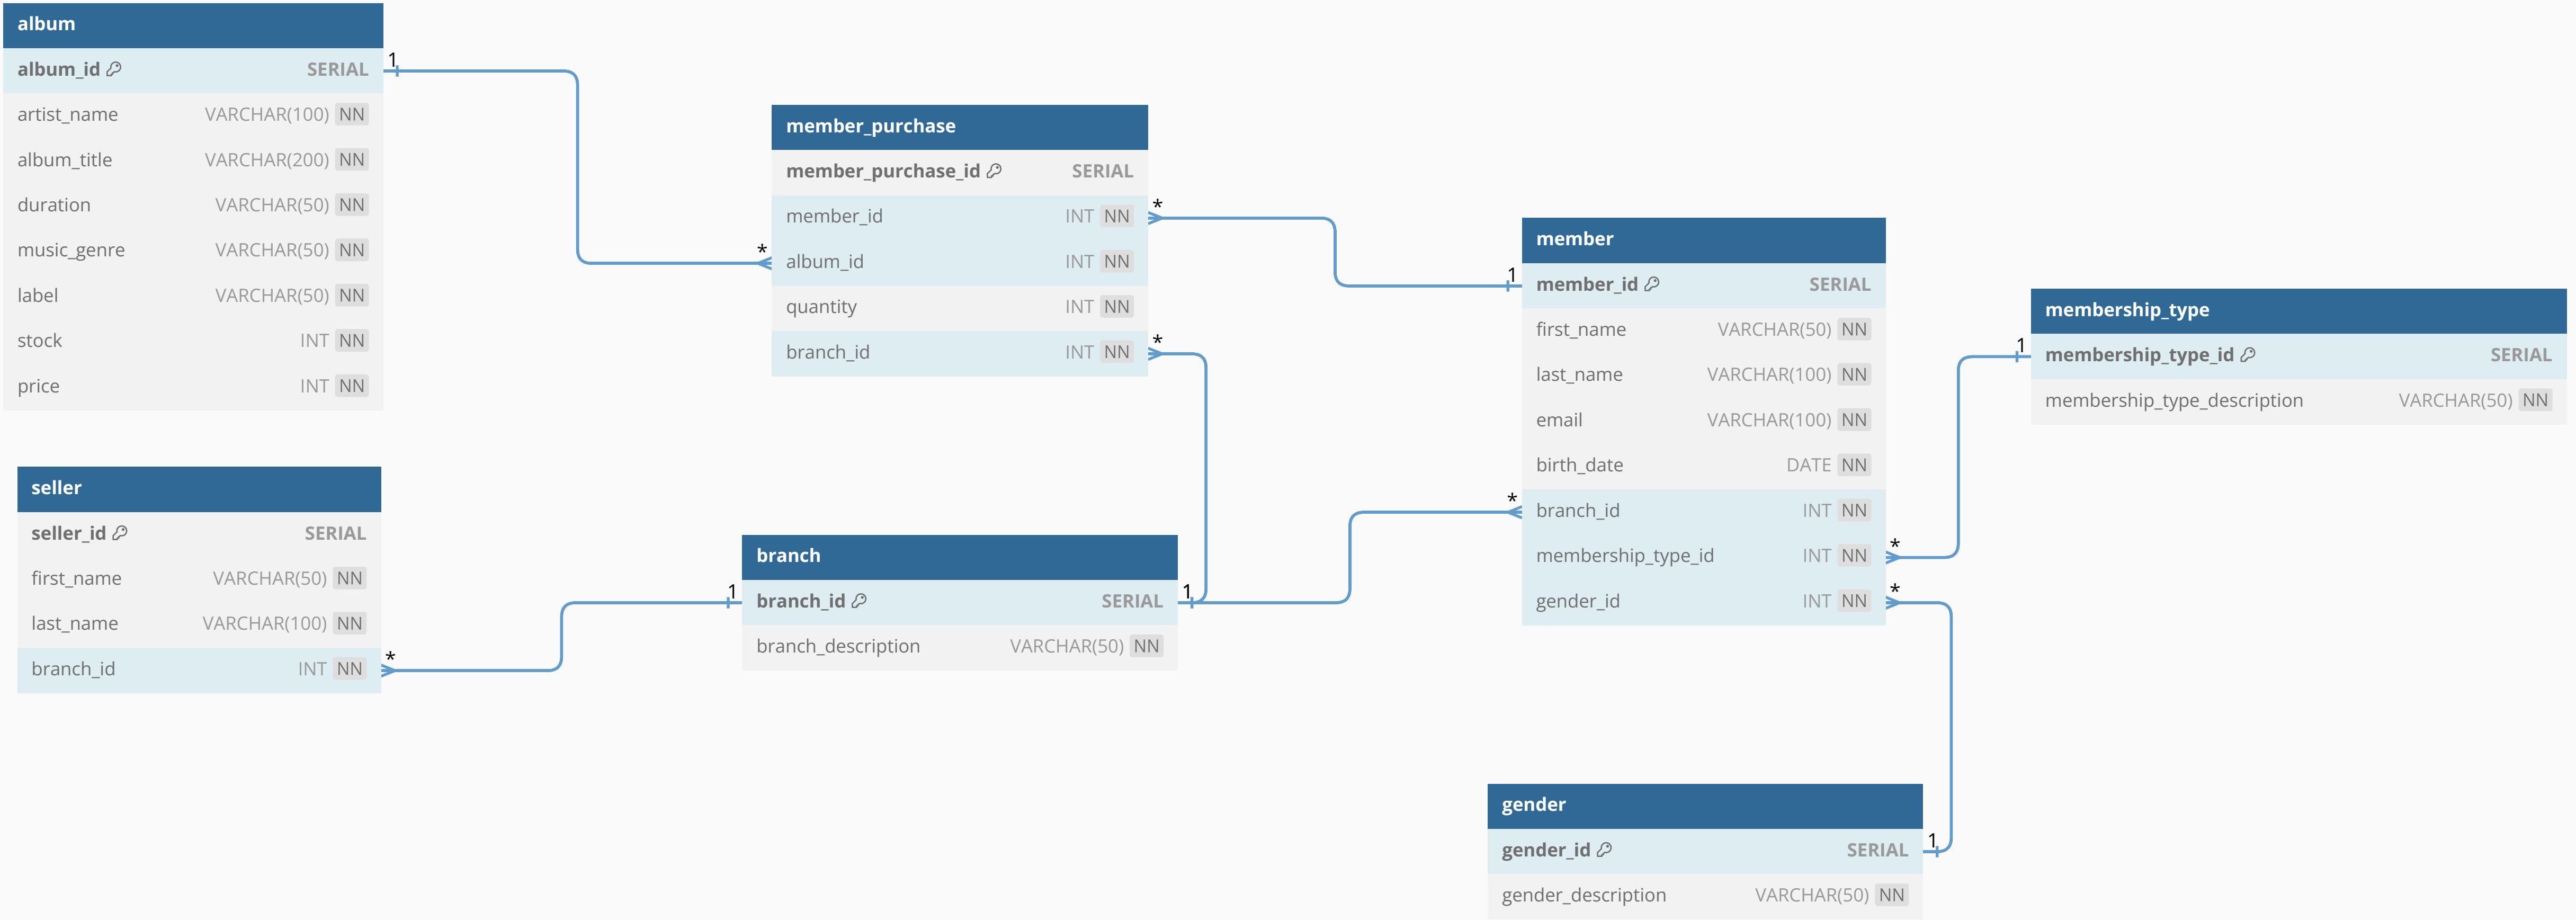 album
album_id SERIAL
artist_name VARCHAR(100) NN
album_title VARCHAR(200) NN
duration VARCHAR(50) NN
music_genre VARCHAR(50) NN
label VARCHAR(50) NN
stock INT NN
price INT NN
1
*
member_purchase
member_purchase_id SERIAL
member_id INT NN
album_id INT NN
quantity INT NN
branch_id INT NN
*
*
1
member
member_id SERIAL
first_name VARCHAR(50) NN
last_name VARCHAR(100) NN
email VARCHAR(100) NN
birth_date DATE NN
branch_id INT NN
membership_type_id INT NN
gender_id INT NN
*
*
*
1
membership_type
membership_type_id SERIAL
membership_type_description VARCHAR(50) NN
seller
seller_id SERIAL
first_name VARCHAR(50) NN
last_name VARCHAR(100) NN
branch_id INT NN
*
1
branch
branch_id SERIAL
branch_description VARCHAR(50) NN
1
gender
gender_id SERIAL
gender_description VARCHAR(50) NN
1